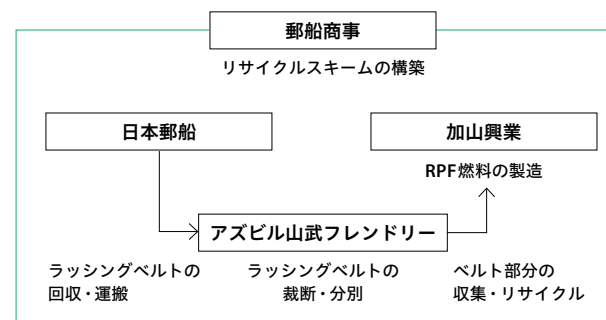 郵船商事
リサイクルスキームの構築
日本郵船
加山興業
RPF燃料の製造
アズビル山武フレンドリー
ラッシングベルトの
回収・運搬
ラッシングベルトの
裁断・分別
ベルト部分の
収集・リサイクル